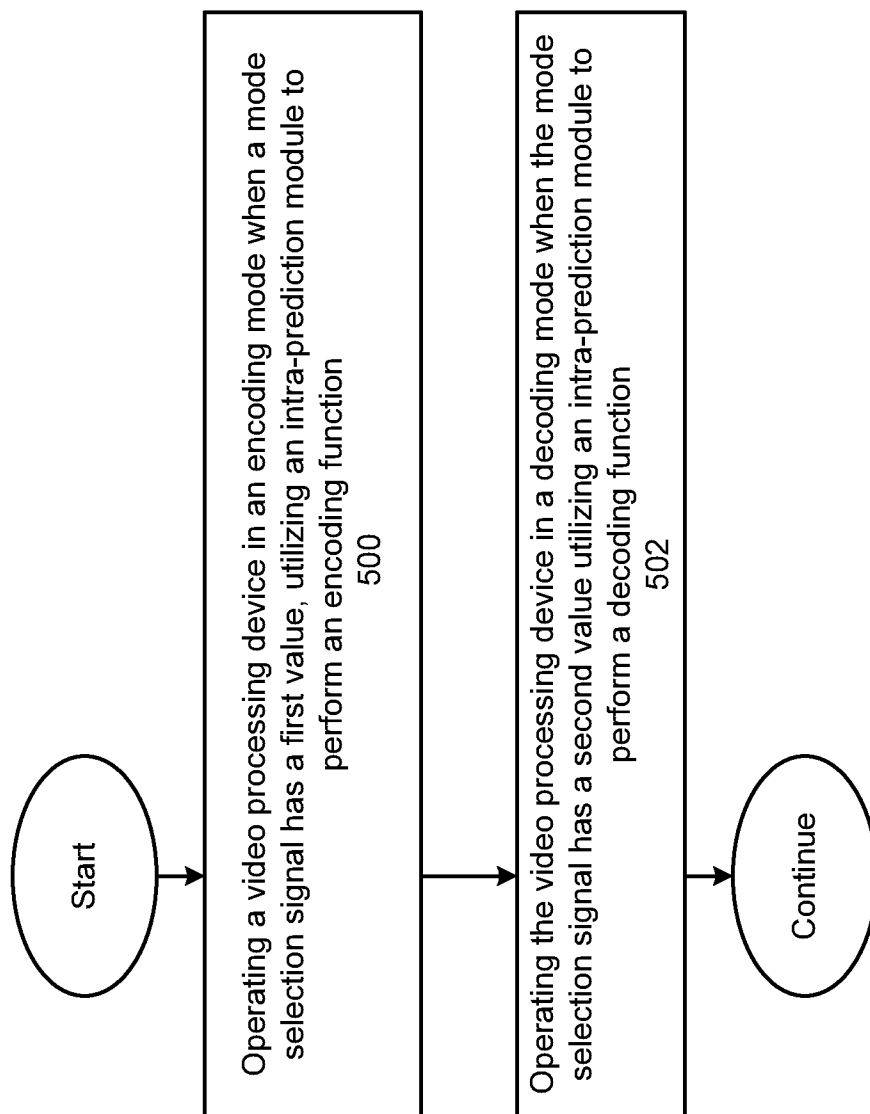 Start
Operating a video processing device in an encoding mode when a mode
selection signal has a first value, utilizing an intra-prediction module to
perform an encoding function
500
Operating the video processing device in a decoding mode when the mode
selection signal has a second value utilizing an intra-prediction module to
perform a decoding function
502
Continue